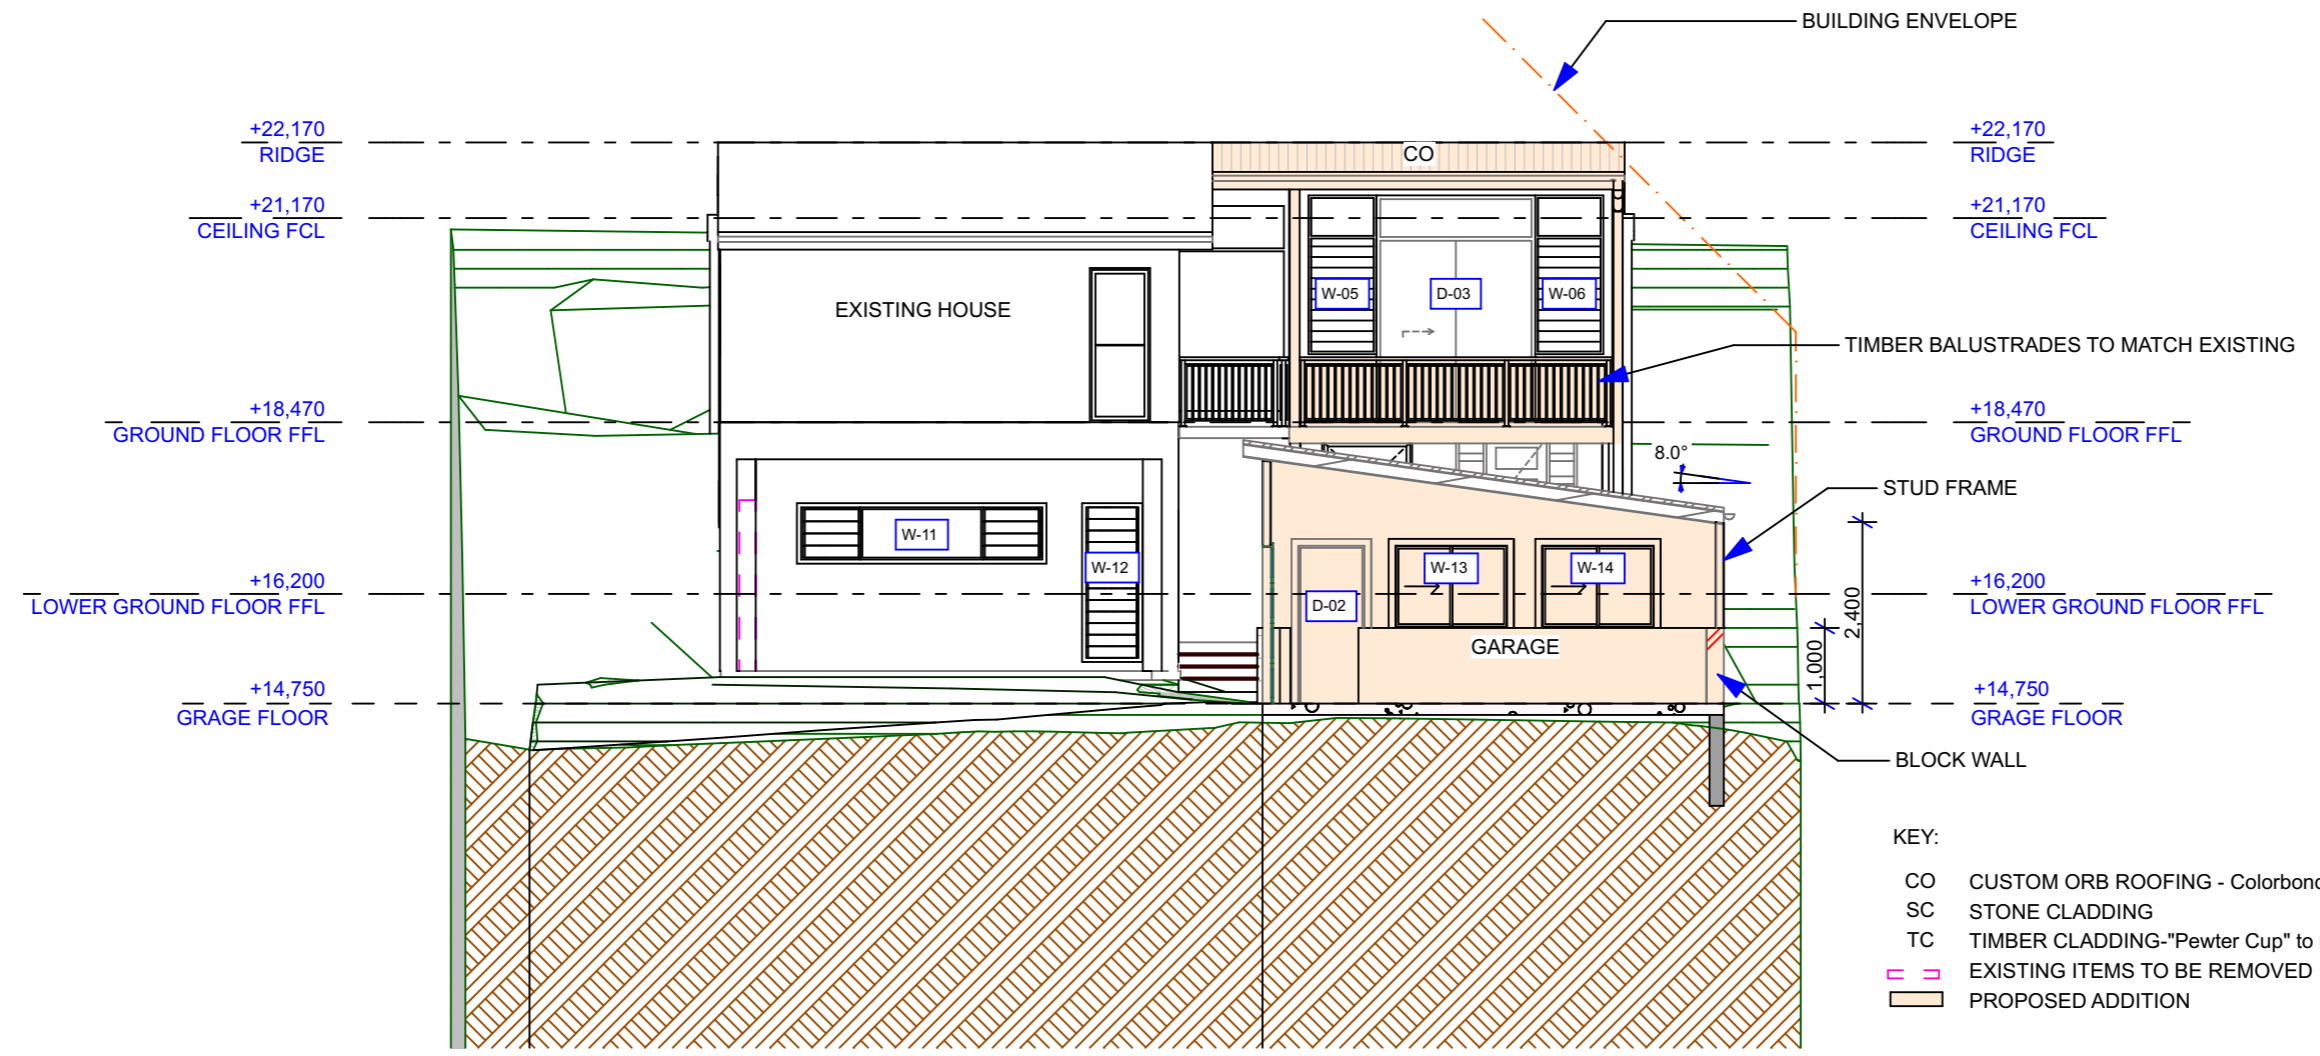 BUILDING ENVELOPE
+22,170
RIDGE
CO
+22,170
RIDGE
+21,170
CEILING FCL
+21,170
CEILING FCL
EXISTING HOUSE
W-05
D-03
W-06
TIMBER BALUSTRADES TO MATCH EXISTING
+18,470
GROUND FLOOR FFL
+18,470
GROUND FLOOR FFL
8.0°
STUD FRAME
W-11
W-12
W-13
W-14
D-02
+16,200
LOWER GROUND FLOOR FFL
+16,200
LOWER GROUND FLOOR FFL
2,400
1,000
GARAGE
+14,750
GRAGE FLOOR
+14,750
GRAGE FLOOR
BLOCK WALL
KEY:
CO CUSTOM ORB ROOFING - Colorbond
SC STONE CLADDING
TC TIMBER CLADDING-"Pewter Cup" to
EXISTING ITEMS TO BE REMOVED
PROPOSED ADDITION